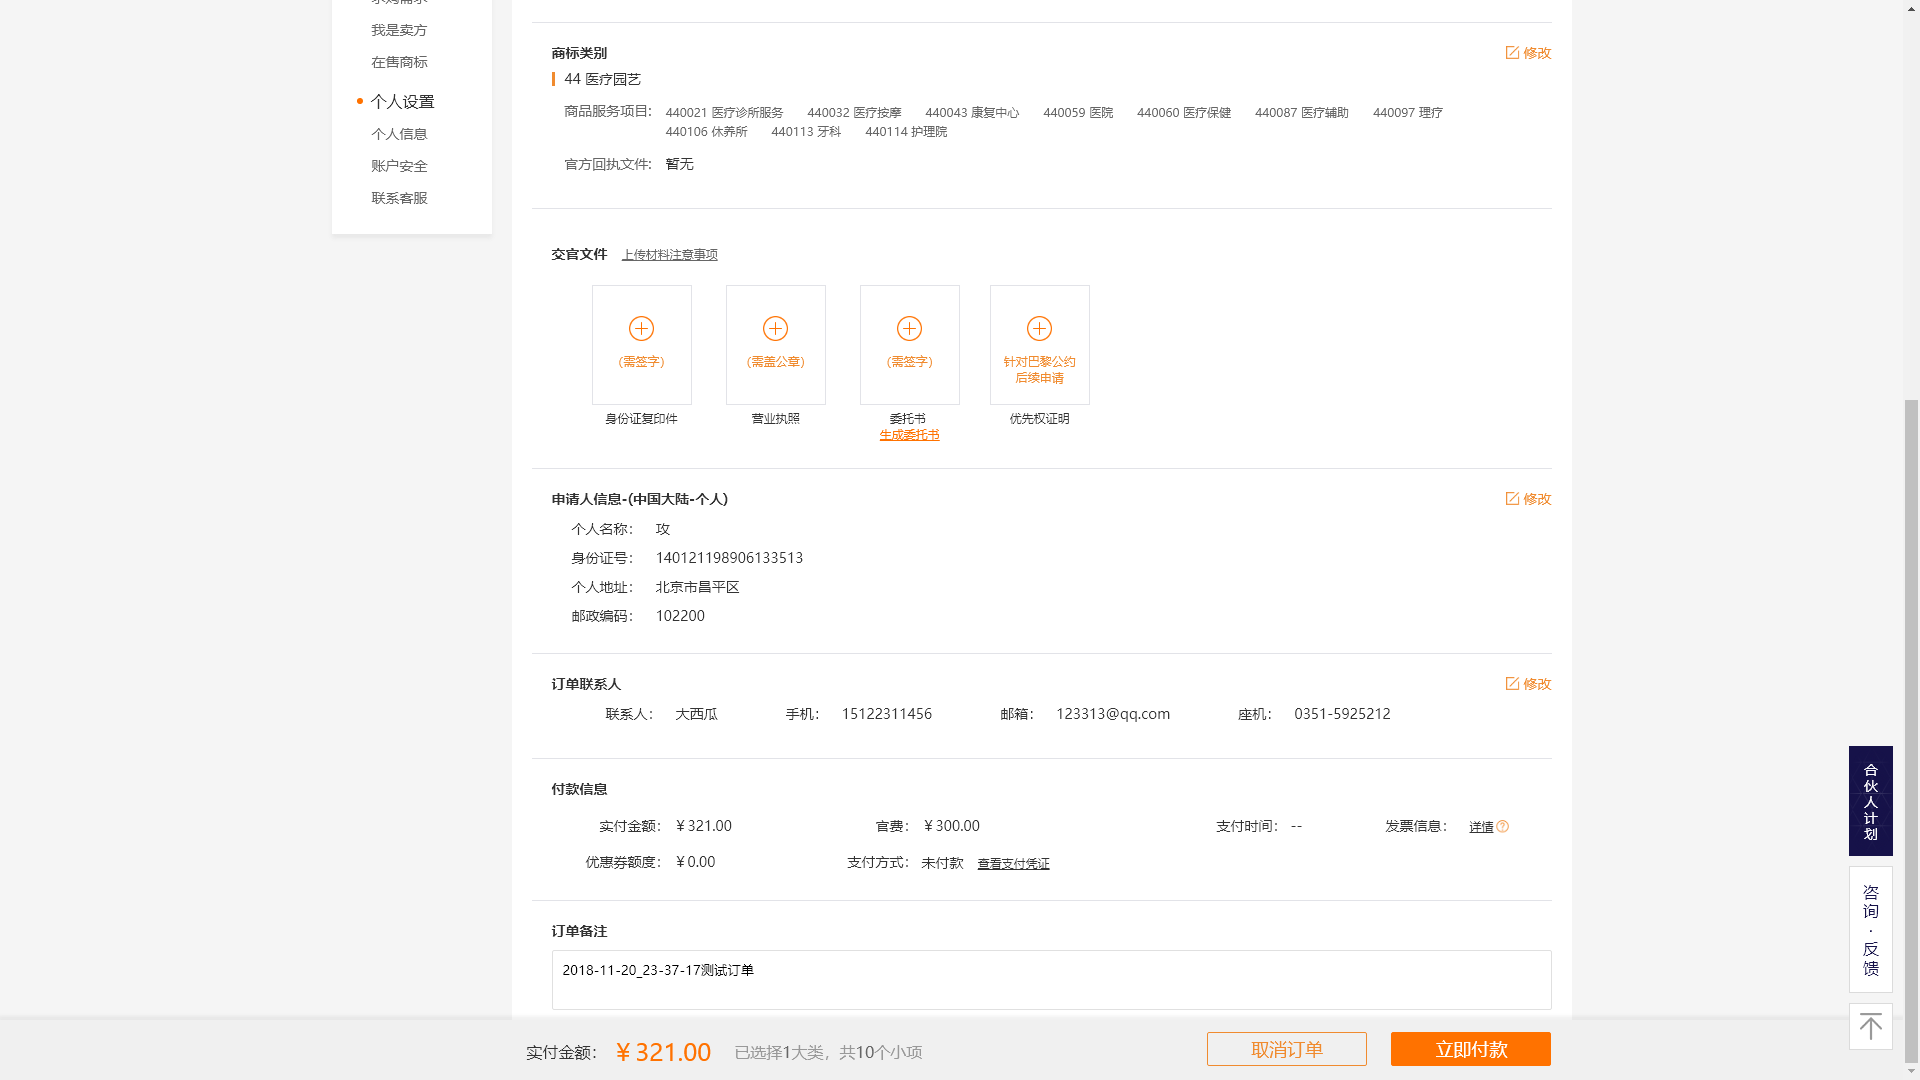 我是卖方
在售商标
个人设置
个人信息
账户安全
联系客服
商标类别
修改
44 医疗园艺
商品服务项目: 440021 医疗诊所服务 440032 医疗按摩 440043 康复中心 440059 医院 440060 医疗保健 440087 医疗辅助 440097 理疗
440106 休养所 440113 牙科 440114 护理院
官方回执文件: 暂无
交官文件 上传材料注意事项
(需签字) (需盖公章) (需签字) 针对巴黎公约
后续申请
身份证复印件 营业执照 委托书 优先权证明
生成委托书
申请人信息-(中国大陆-个人) 修改
个人名称: 攻
身份证号: 140121198906133513
个人地址: 北京市昌平区
邮政编码: 102200
订单联系人 修改
联系人: 大西瓜 手机: 15122311456 邮箱: 123313@qq.com 座机: 0351-5925212
付款信息
实付金额: ¥321.00 官费: ¥300.00 支付时间: -- 发票信息: 详情
优惠券额度: ¥0.00 支付方式: 未付款 查看支付凭证
订单备注
2018-11-20_23-37-17测试订单
实付金额: ¥321.00 已选择1大类，共10个小项 取消订单 立即付款
合伙人计划
咨询·反馈